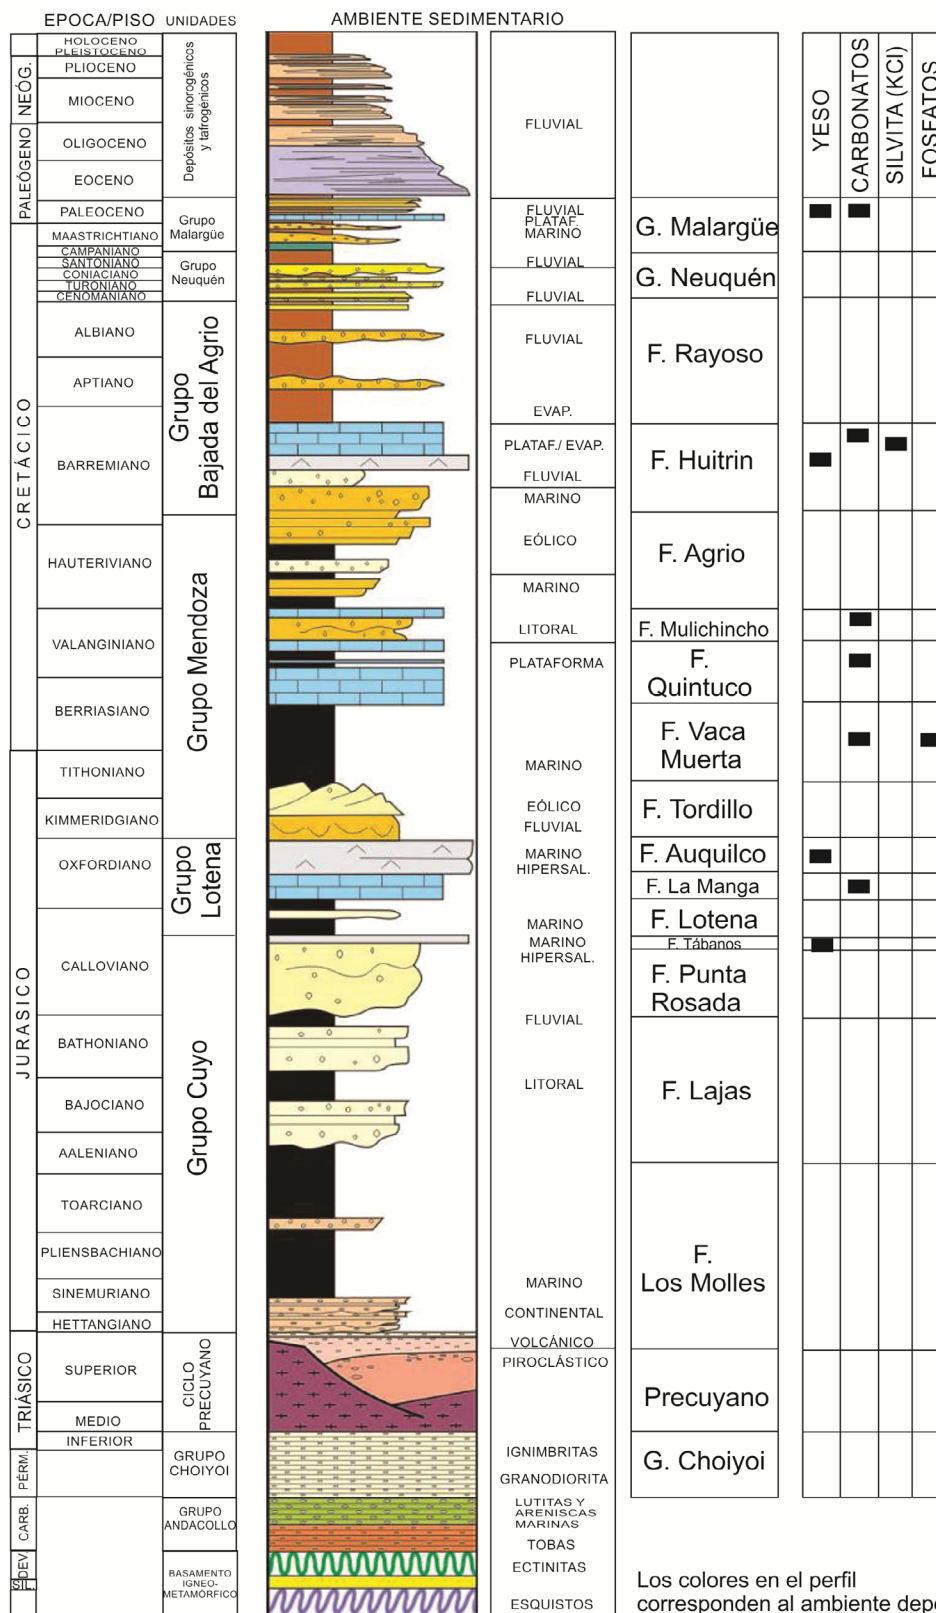 EPOCA/PISO UNIDADES AMBIENTE SEDIMENTARIO
YESO
CARBONATOS
SILVITA (KCl)
FOSFATOS
NEÓG.
PALEÓGENO
CRETÁCICO
JURASICO
TRIÁSICO
PÉRM.
CARB.
DEV.
SIL.
HOLOCENO
PLEISTOCENO
PLIOCENO
MIOCENO
OLIGOCENO
EOCENO
PALEOCENO
MAASTRICHTIANO
CAMPANIANO
SANTONIANO
CONIACIANO
TURONIANO
CENOMANIANO
ALBIANO
APTIANO
BARREMIANO
HAUTERIVIANO
VALANGINIANO
BERRIASIANO
TITHONIANO
KIMMERIDGIANO
OXFORDIANO
CALLOVIANO
BATHONIANO
BAJOCIANO
AALENIANO
TOARCIANO
PLIENSBACHIANO
SINEMURIANO
HETTANGIANO
SUPERIOR
MEDIO
INFERIOR
Depósitos sinorogénicos
y tafrogénicos
Grupo
Malargüe
Grupo
Neuquén
Grupo
Bajada del Agrio
Grupo Mendoza
Grupo
Lotena
Grupo Cuyo
CICLO
PRECUYANO
GRUPO
CHOIYOI
GRUPO
ANDACOLLO
BASAMENTO
IGNEO-
METAMÓRFICO
FLUVIAL
FLUVIAL
PLATAF.
MARINO
FLUVIAL
FLUVIAL
FLUVIAL
EVAP.
PLATAF./ EVAP.
FLUVIAL
MARINO
EÓLICO
MARINO
LITORAL
PLATAFORMA
MARINO
EÓLICO
FLUVIAL
MARINO
HIPERSAL.
MARINO
MARINO
HIPERSAL.
FLUVIAL
LITORAL
MARINO
CONTINENTAL
VOLCÁNICO
PIROCLÁSTICO
IGNIMBRITAS
GRANODIORITA
LUTITAS Y
ARENISCAS
MARINAS
TOBAS
ECTINITAS
ESQUISTOS
G. Malargüe
G. Neuquén
F. Rayoso
F. Huitrin
F. Agrio
F. Mulichincho
F.
Quintuco
F. Vaca
Muerta
F. Tordillo
F. Auquilco
F. La Manga
F. Lotena
F. Tábanos
F. Punta
Rosada
F. Lajas
F.
Los Molles
Precuyano
G. Choiyoi
Los colores en el perfil
corresponden al ambiente depo